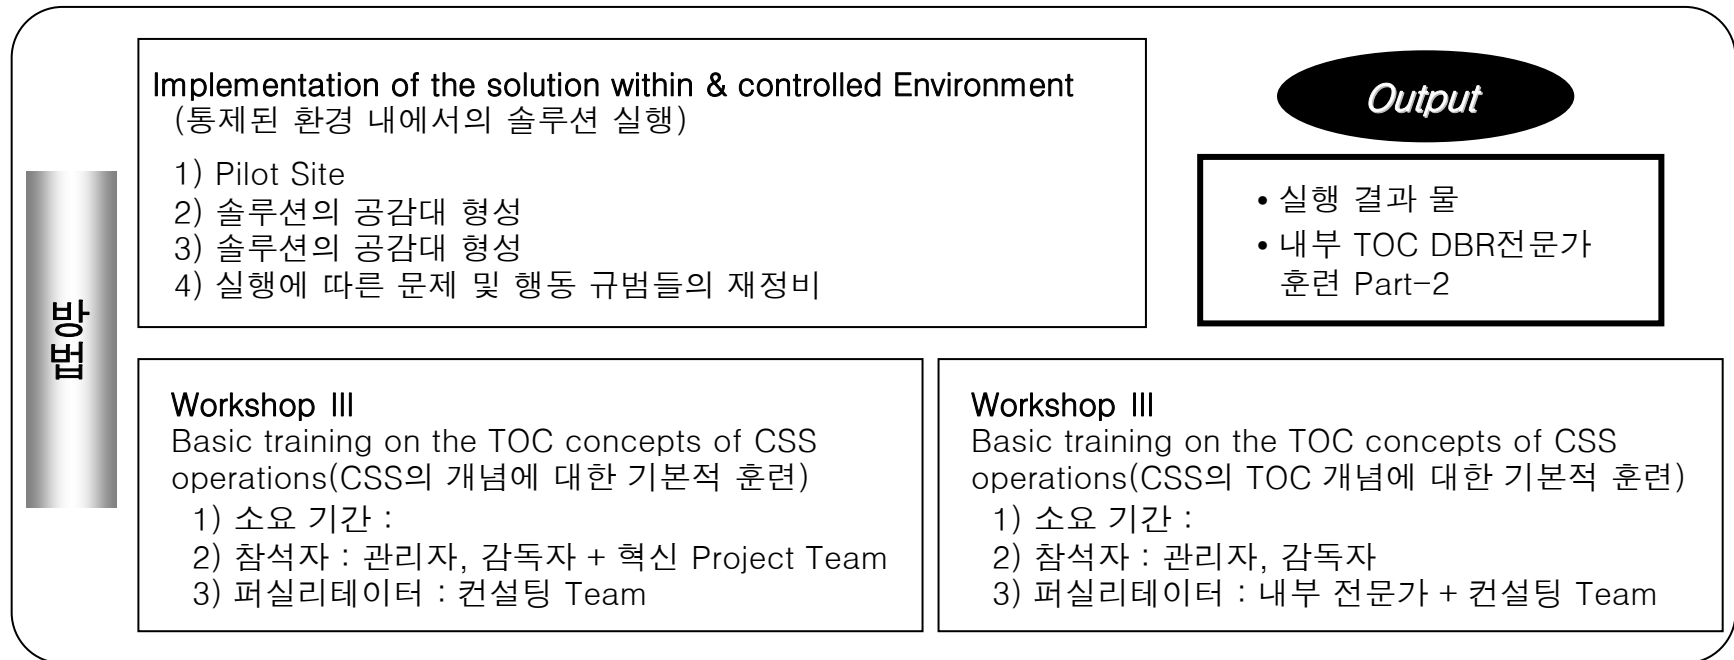 방법
Implementation of the solution within & controlled Environment
(통제된 환경 내에서의 솔루션 실행)
1) Pilot Site
2) 솔루션의 공감대 형성
3) 솔루션의 공감대 형성
4) 실행에 따른 문제 및 행동 규범들의 재정비
Output
• 실행 결과 물
• 내부 TOC DBR전문가
훈련 Part-2
Workshop III
Basic training on the TOC concepts of CSS
operations(CSS의 개념에 대한 기본적 훈련)
1) 소요 기간 :
2) 참석자 : 관리자, 감독자 + 혁신 Project Team
3) 퍼실리테이터 : 컨설팅 Team
Workshop III
Basic training on the TOC concepts of CSS
operations(CSS의 TOC 개념에 대한 기본적 훈련)
1) 소요 기간 :
2) 참석자 : 관리자, 감독자
3) 퍼실리테이터 : 내부 전문가 + 컨설팅 Team